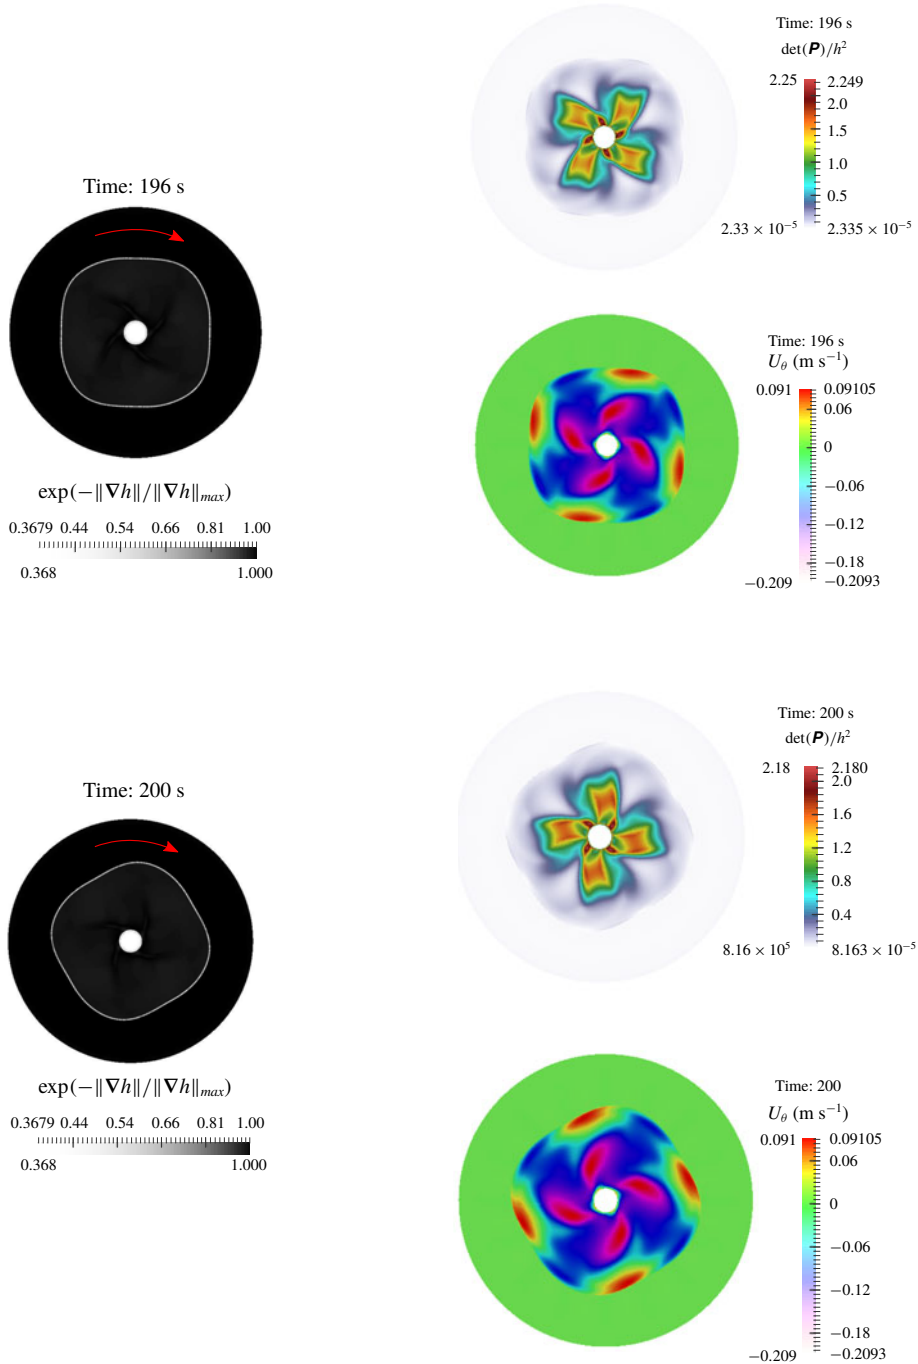 Time: 196 s
exp(−‖∇h‖/‖∇h‖max)
0.3679 0.44 0.54 0.66 0.81 1.00
0.368 1.000
Time: 196 s
det(P)/h²
2.25 2.249
2.0
1.5
1.0
0.5
2.33 × 10⁻⁵ 2.335 × 10⁻⁵
Time: 196 s
Uθ (m s⁻¹)
0.091 0.09105
0.06
0
−0.06
−0.12
−0.18
−0.209 −0.2093
Time: 200 s
exp(−‖∇h‖/‖∇h‖max)
0.3679 0.44 0.54 0.66 0.81 1.00
0.368 1.000
Time: 200 s
det(P)/h²
2.18 2.180
2.0
1.6
1.2
0.8
0.4
8.16 × 10⁵ 8.163 × 10⁻⁵
Time: 200
Uθ (m s⁻¹)
0.091 0.09105
0.06
0
−0.06
−0.12
−0.18
−0.209 −0.2093